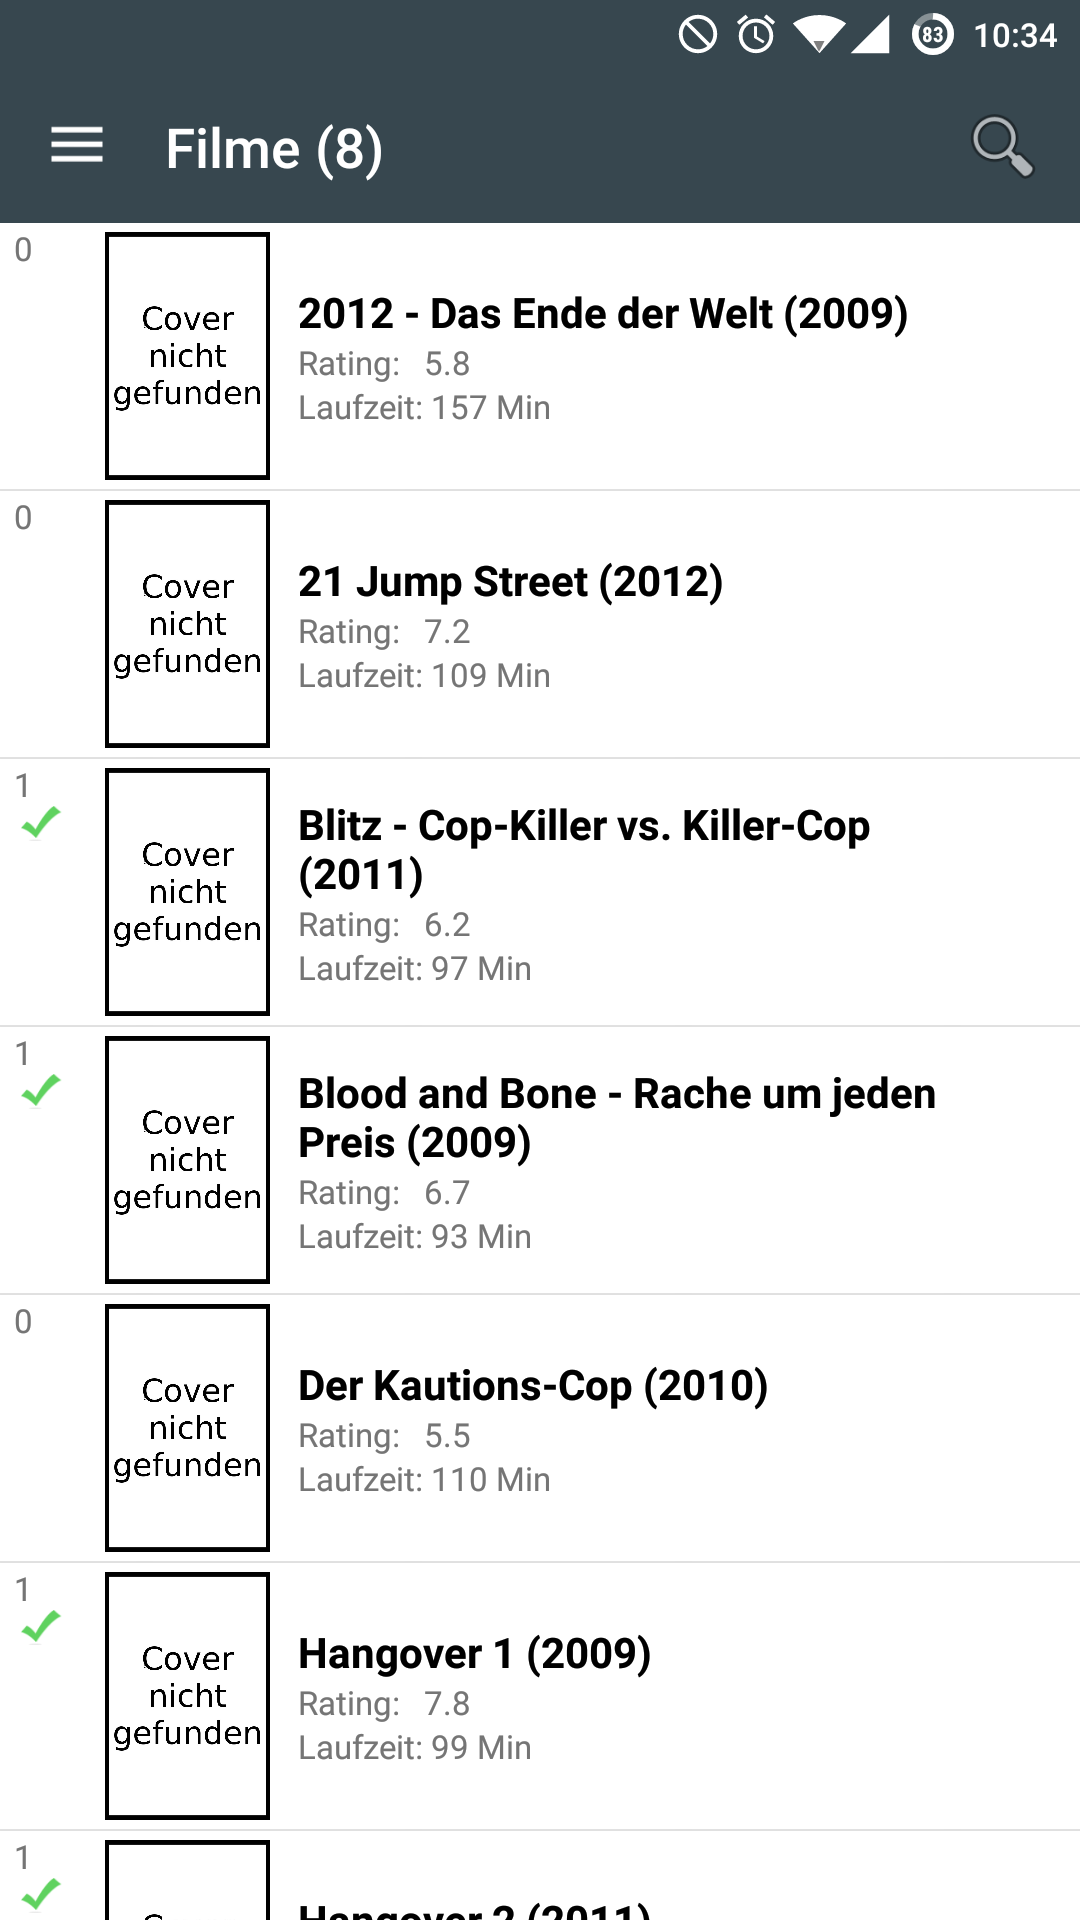 83 10:34
Filme (8)
0
Cover
nicht
gefunden
2012 - Das Ende der Welt (2009)
Rating: 5.8
Laufzeit: 157 Min
0
Cover
nicht
gefunden
21 Jump Street (2012)
Rating: 7.2
Laufzeit: 109 Min
1
Cover
nicht
gefunden
Blitz - Cop-Killer vs. Killer-Cop
(2011)
Rating: 6.2
Laufzeit: 97 Min
1
Cover
nicht
gefunden
Blood and Bone - Rache um jeden
Preis (2009)
Rating: 6.7
Laufzeit: 93 Min
0
Cover
nicht
gefunden
Der Kautions-Cop (2010)
Rating: 5.5
Laufzeit: 110 Min
1
Cover
nicht
gefunden
Hangover 1 (2009)
Rating: 7.8
Laufzeit: 99 Min
1
Hangover 2 (2011)